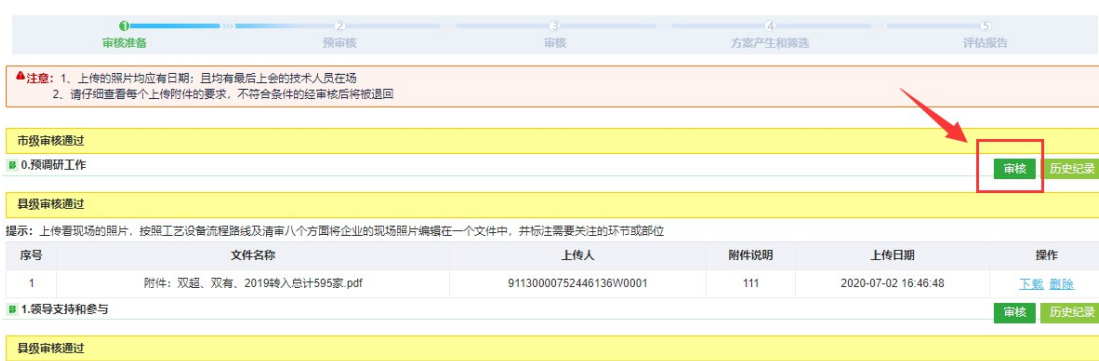 1 2 3 4 5
审核准备 预审核 审核 方案产生和筛选 评估报告
注意：1、上传的照片均应有日期；且均有最后上会的技术人员在场
2、请仔细查看每个上传附件的要求，不符合条件的经审核后将被退回
市级审核通过
0.预调研工作 审核 历史纪录
县级审核通过
提示：上传看现场的照片，按照工艺设备流程路线及清审八个方面将企业的现场照片编辑在一个文件中，并标注需要关注的环节或部位
序号 文件名称 上传人 附件说明 上传日期 操作
1 附件：双超、双有、2019转入总计595家.pdf 91130000752446136W0001 111 2020-07-02 16:46:48 下载 删除
1.领导支持和参与 审核 历史纪录
县级审核通过